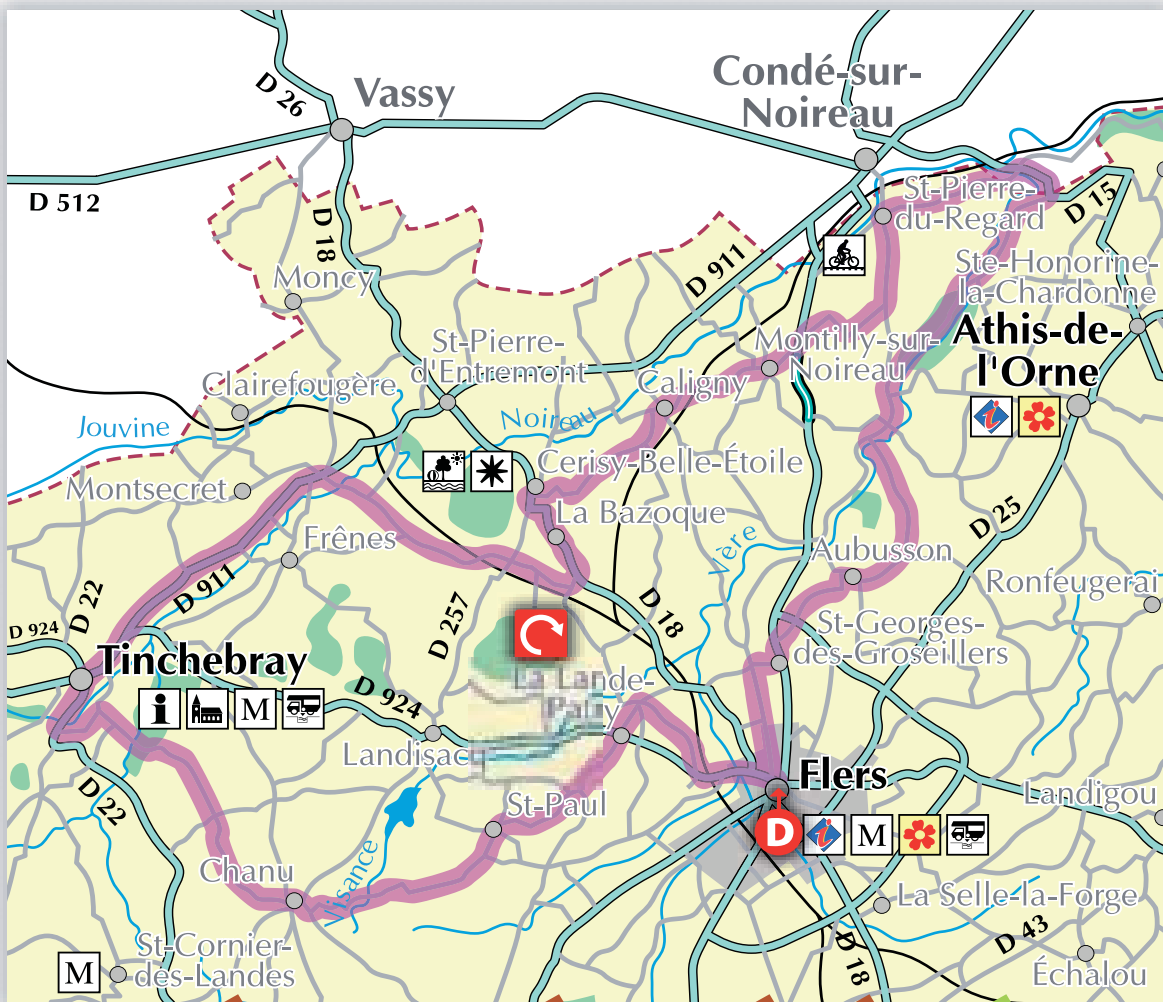 D 26
Vassy
Condé-sur-
Noireau
D 512
D 18
St-Pierre-
du-Regard
D 15
D 911
Moncy
Ste-Honorine-
la-Chardonne
St-Pierre-
d'Entremont
Montilly-sur-
Noireau
Athis-de-
l'Orne
Clairefougère
Caligny
Jouvine
Noireau
Cerisy-Belle-Étoile
Montsecret
La Bazoque
D 25
Frênes
Vère
Aubusson
D 911
Ronfeugerai
D 22
D 257
D 18
D 924
St-Georges-
des-Groseillers
Tinchebray
La Lande-
Patry
i
M
D 924
Landisac
Flers
D 22
St-Paul
Landigou
D
i
M
Chanu
Visance
La Selle-la-Forge
St-Cornier-
des-Landes
M
D 18
D 43
Échalou
i